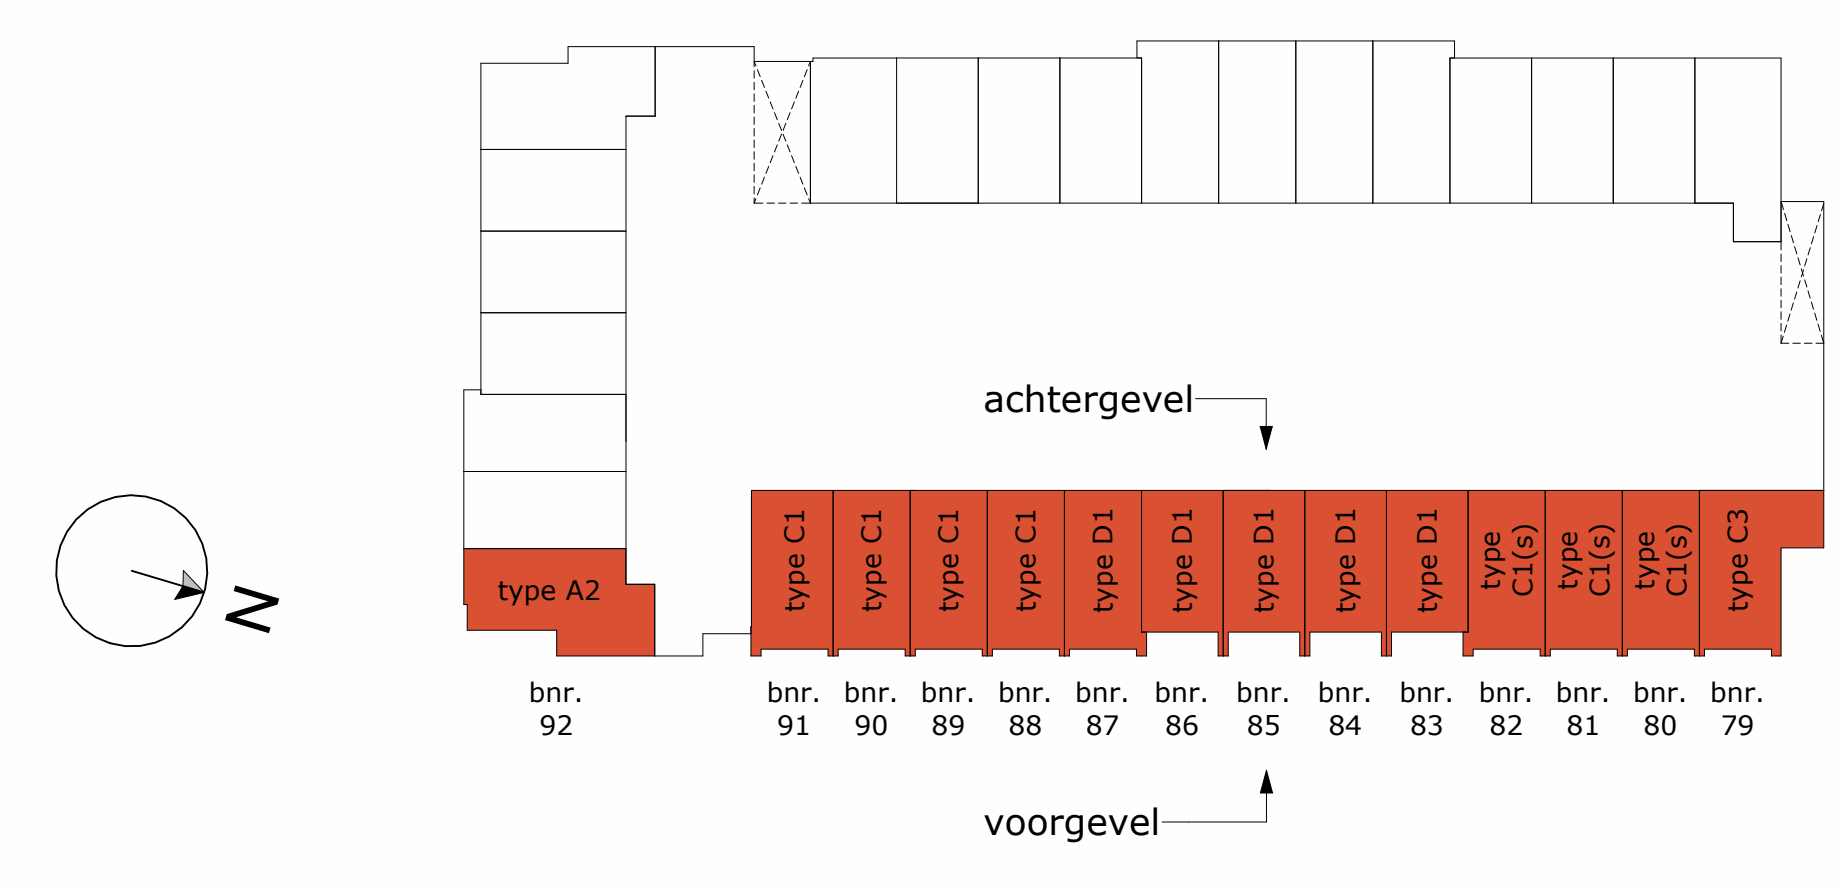 achtergevel
N
type A2
type C1
type C1
type C1
type C1
type D1
type D1
type D1
type D1
type D1
type
C1(s)
type
C1(s)
type
C1(s)
type C3
bnr.
92
bnr.
91
bnr.
90
bnr.
89
bnr.
88
bnr.
87
bnr.
86
bnr.
85
bnr.
84
bnr.
83
bnr.
82
bnr.
81
bnr.
80
bnr.
79
voorgevel